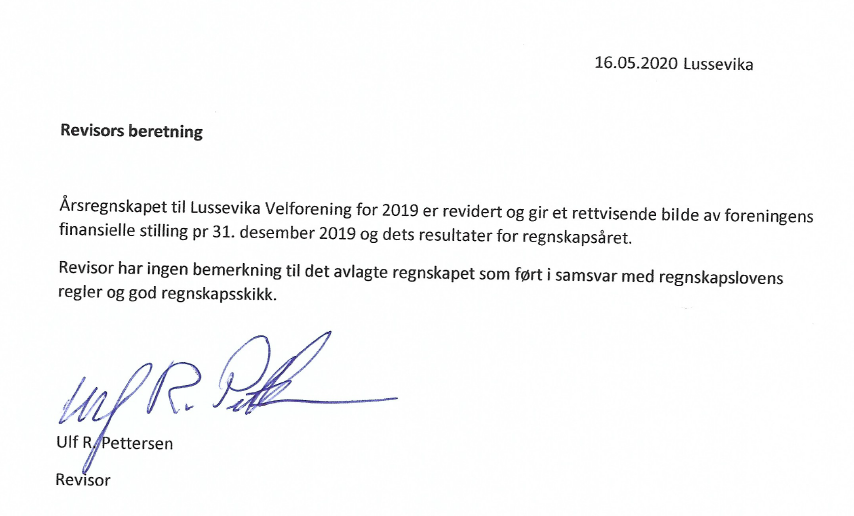 16.05.2020 Lussevika
Revisors beretning
Årsregnskapet til Lussevika Velforening for 2019 er revidert og gir et rettvisende bilde av foreningens
finansielle stilling pr 31. desember 2019 og dets resultater for regnskapsåret.
Revisor har ingen bemerkning til det avlagte regnskapet som ført i samsvar med regnskapslovens
regler og god regnskapsskikk.
Ulf R. Pett
Ulf R. Pettersen
Revisor